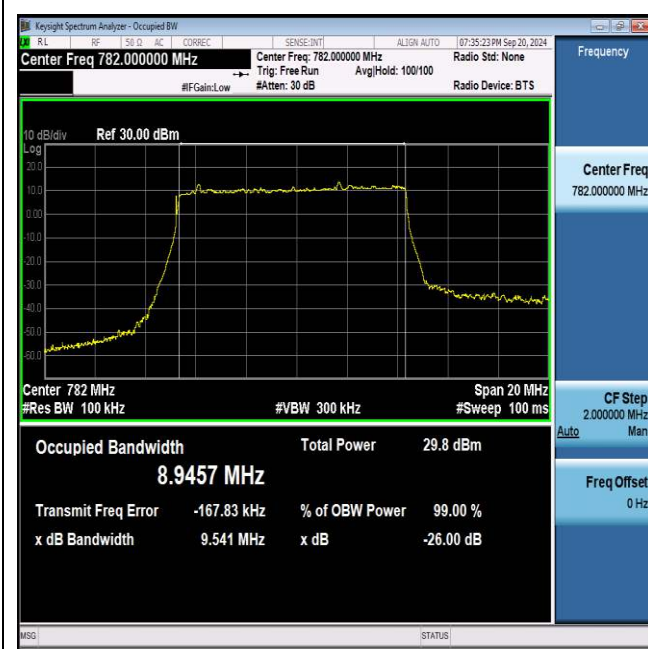 Keysight Spectrum Analyzer - Occupied BW
RL RF 50 Ω AC CORREC SENSE:INT ALIGN AUTO 07:35:23 PM Sep 20, 2024
Center Freq 782.000000 MHz
Center Freq: 782.000000 MHz Radio Std: None
Trig: Free Run Avg|Hold: 100/100
#IFGain:Low #Atten: 30 dB Radio Device: BTS
Frequency
10 dB/div Ref 30.00 dBm
Log
20.0
10.0
0.00
-10.0
-20.0
-30.0
-40.0
-50.0
-60.0
Center 782 MHz Span 20 MHz
#Res BW 100 kHz #VBW 300 kHz #Sweep 100 ms
Center Freq
782.000000 MHz
CF Step
2.000000 MHz
Auto Man
Freq Offset
0 Hz
Occupied Bandwidth Total Power 29.8 dBm
8.9457 MHz
Transmit Freq Error -167.83 kHz % of OBW Power 99.00 %
x dB Bandwidth 9.541 MHz x dB -26.00 dB
MSG STATUS